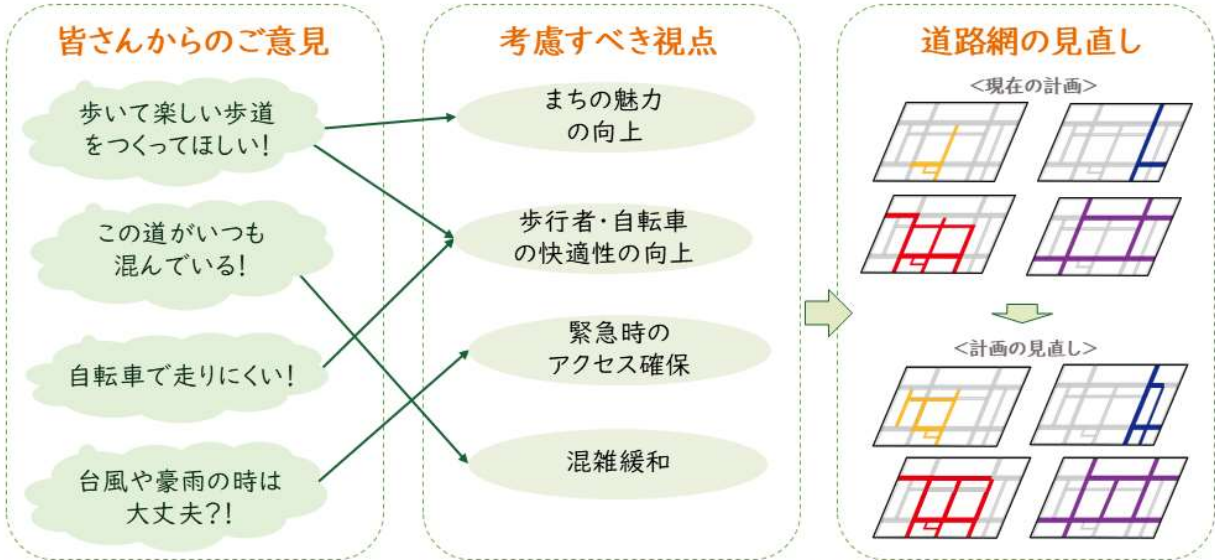 皆さんからのご意見
歩いて楽しい歩道
をつくってほしい!
この道がいつも
混んでいる!
自転車で走りにくい!
台風や豪雨の時は
大丈夫?!
考慮すべき視点
まちの魅力
の向上
歩行者・自転車
の快適性の向上
緊急時の
アクセス確保
混雑緩和
道路網の見直し
<現在の計画>
<計画の見直し>